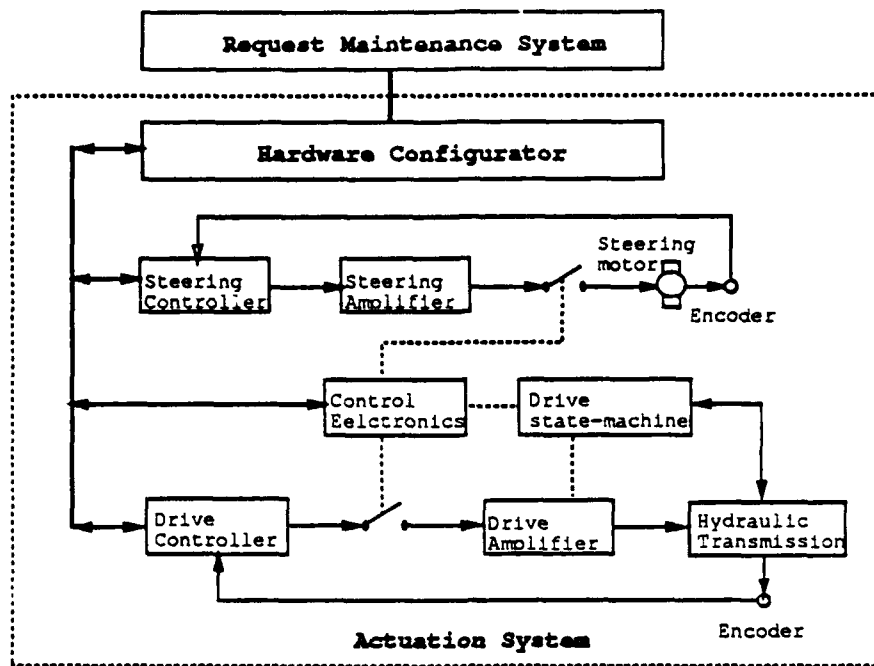 Request Maintenance System
Hardware Configurator
Steering
motor
Steering
Controller
Steering
Amplifier
Encoder
Control
Eelctronics
Drive
state-machine
Drive
Controller
Drive
Amplifier
Hydraulic
Transmission
Encoder
Actuation System